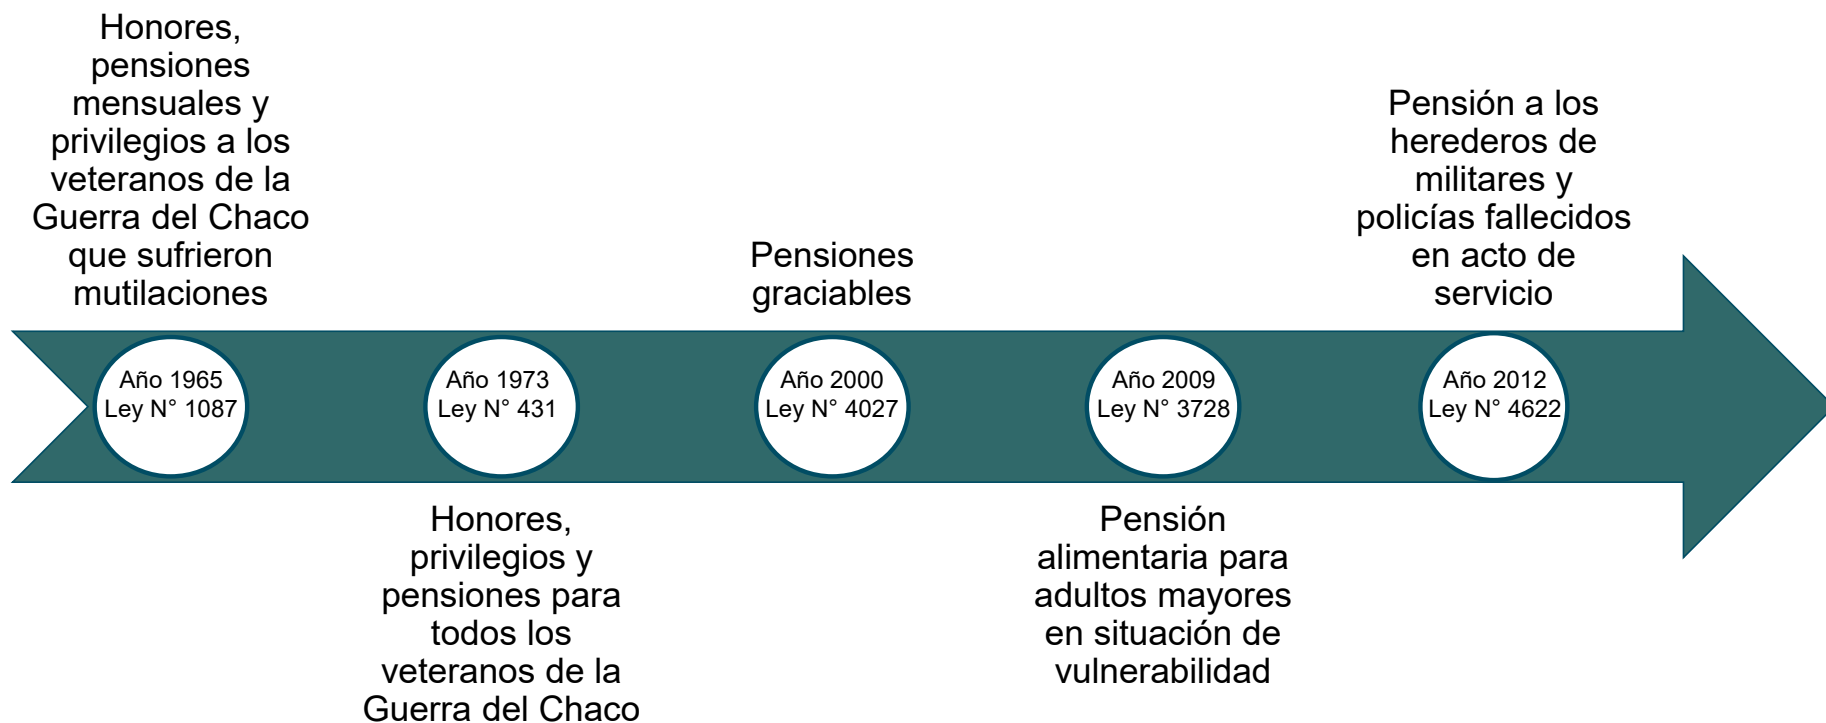 Honores,
pensiones
mensuales y
privilegios a los
veteranos de la
Guerra del Chaco
que sufrieron
mutilaciones
Año 1965
Ley N° 1087
Año 1973
Ley N° 431
Honores,
privilegios y
pensiones para
todos los
veteranos de la
Guerra del Chaco
Pensiones
graciables
Año 2000
Ley N° 4027
Año 2009
Ley N° 3728
Pensión
alimentaria para
adultos mayores
en situación de
vulnerabilidad
Pensión a los
herederos de
militares y
policías fallecidos
en acto de
servicio
Año 2012
Ley N° 4622